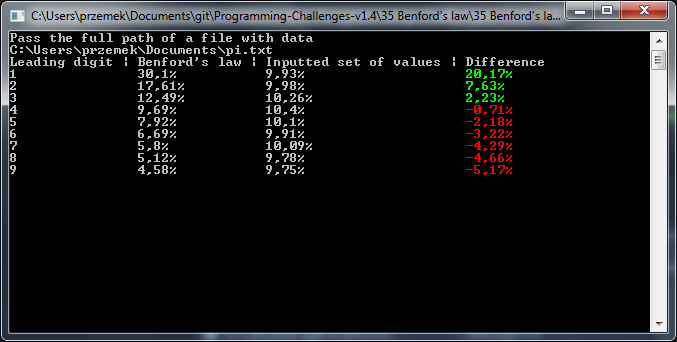 C:\Users\przemek\Documents\git\Programming-Challenges-v1.4\35 Benford's law\35 Benford's la...
Pass the full path of a file with data
C:\Users\przemek\Documents\pi.txt
Leading digit ¦ Benford's law ¦ Inputted set of values ¦ Difference
1 30,1% 9,93% 20,17%
2 17,61% 9,98% 7,63%
3 12,49% 10,26% 2,23%
4 9,69% 10,4% -0,71%
5 7,92% 10,1% -2,18%
6 6,69% 9,91% -3,22%
7 5,8% 10,09% -4,29%
8 5,12% 9,78% -4,66%
9 4,58% 9,75% -5,17%